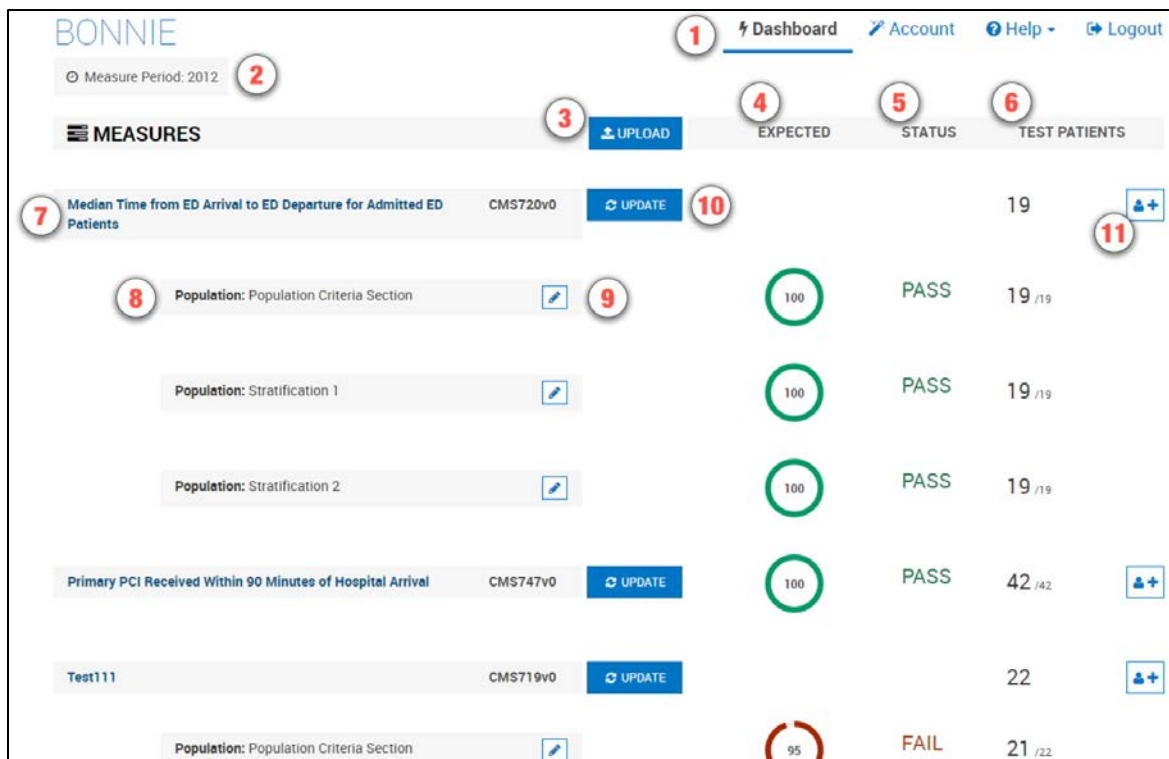 BONNIE
1
Dashboard Account Help Logout
Measure Period: 2012 2
3 4 5 6
MEASURES UPLOAD EXPECTED STATUS TEST PATIENTS
7 Median Time from ED Arrival to ED Departure for Admitted ED CMS720v0 UPDATE 10 19
Patients
11
8 Population: Population Criteria Section 9 100 PASS 19 /19
Population: Stratification 1 100 PASS 19 /19
Population: Stratification 2 100 PASS 19 /19
Primary PCI Received Within 90 Minutes of Hospital Arrival CMS747v0 UPDATE 100 PASS 42 /42
Test111 CMS719v0 UPDATE 22
Population: Population Criteria Section 95 FAIL 21 /22